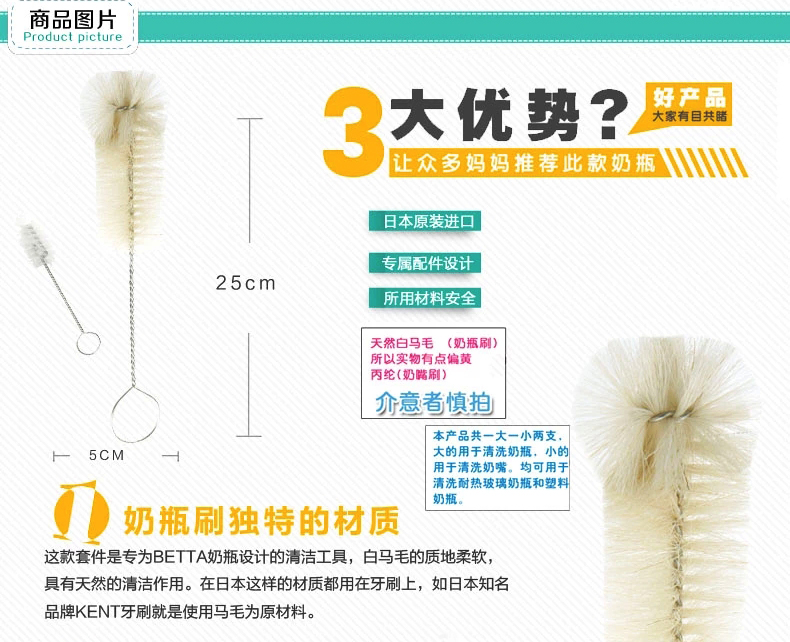 商品图片
Product picture
3大优势?
好产品
大家有目共睹
让众多妈妈推荐此款奶瓶
日本原装进口
专属配件设计
所用材料安全
25cm
5CM
天然白马毛 （奶瓶刷）
所以实物有点偏黄
丙纶(奶嘴刷)
介意者慎拍
本产品共一大一小两支，
大的用于清洗奶瓶，小的
用于清洗奶嘴。均可用于
清洗耐热玻璃奶瓶和塑料
奶瓶。
1 奶瓶刷独特的材质
这款套件是专为BETTA奶瓶设计的清洁工具，白马毛的质地柔软，
具有天然的清洁作用。在日本这样的材质都用在牙刷上，如日本知名
品牌KENT牙刷就是使用马毛为原材料。